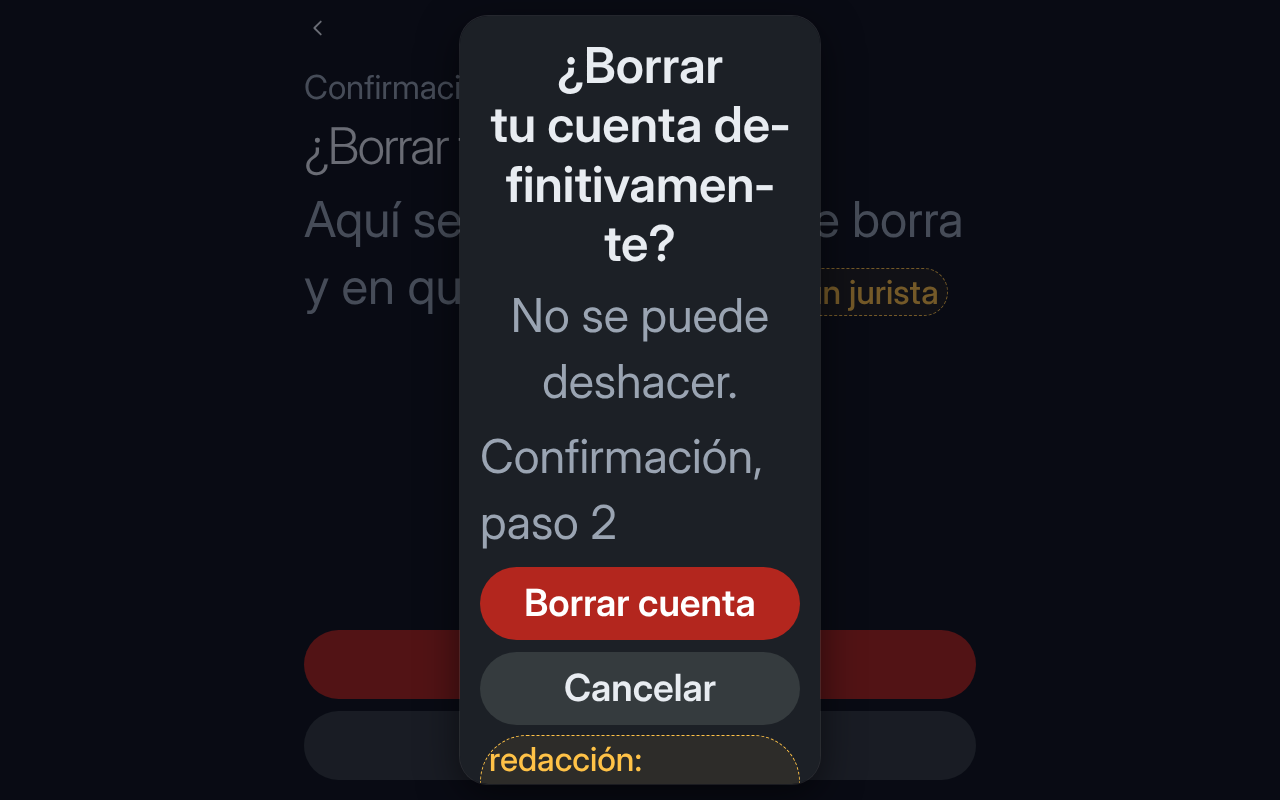 Confirmaci
¿Borrar
Aquí se e borra
y en qu un jurista
¿Borrar
tu cuenta de-
finitivamen-
te?
No se puede
deshacer.
Confirmación,
paso 2
Borrar cuenta
Cancelar
redacción: